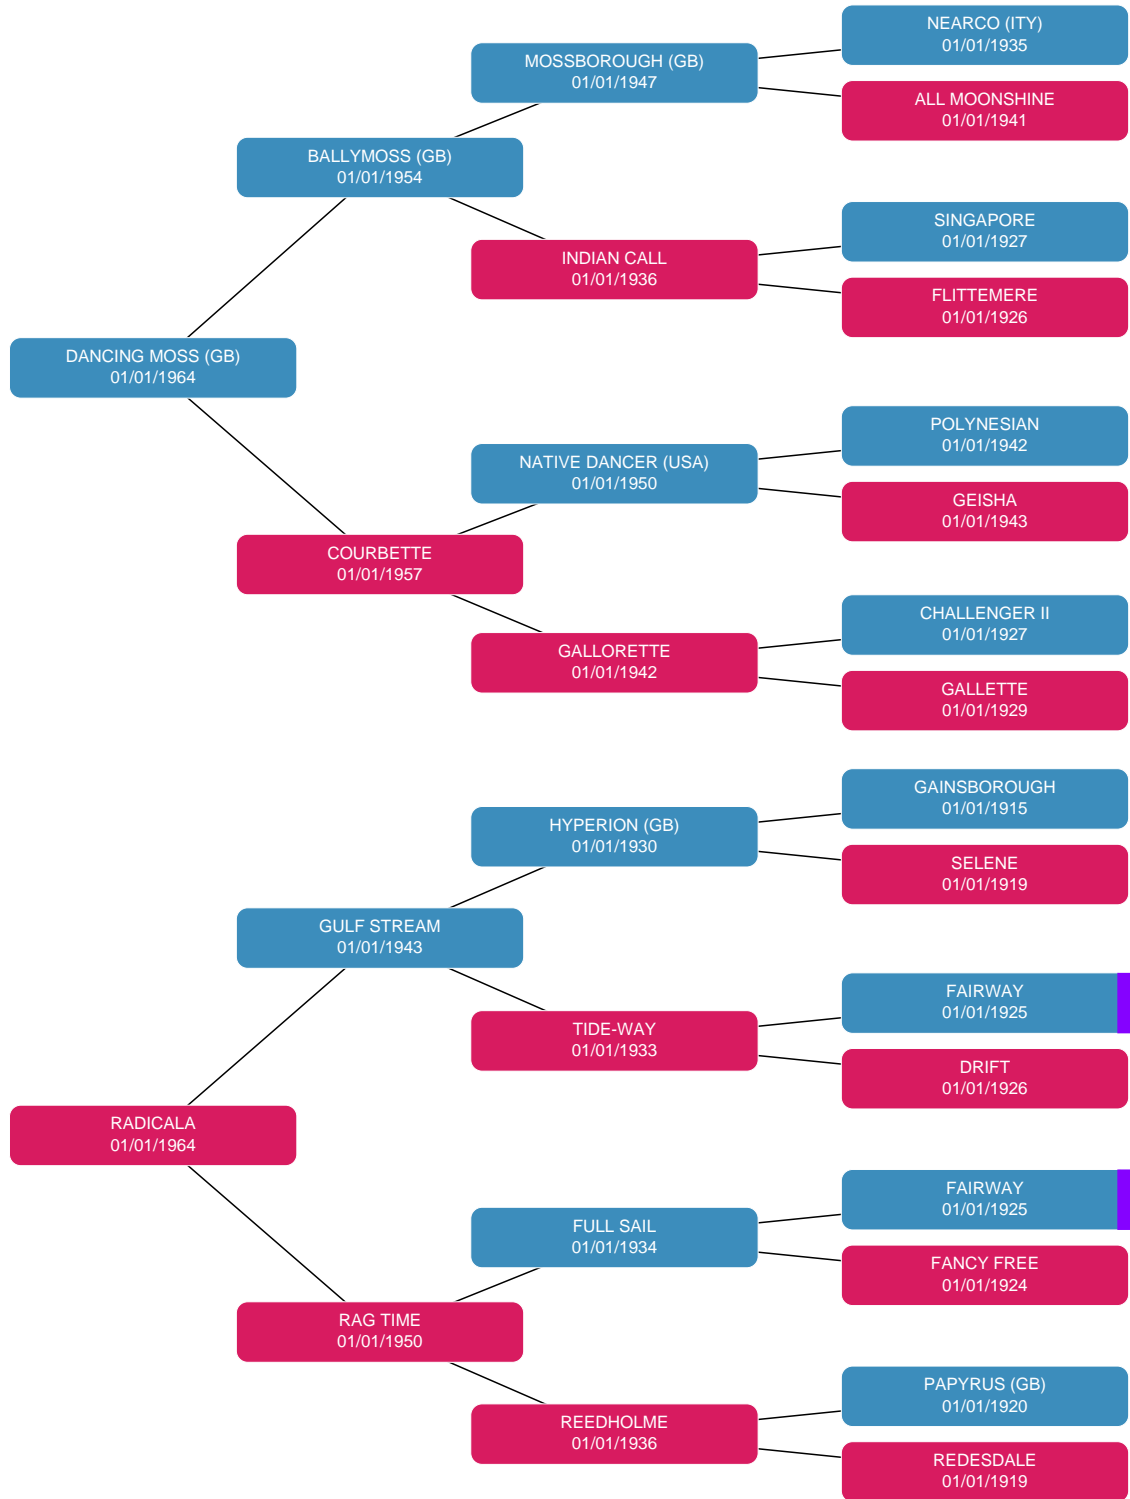 NEARCO (ITY)
01/01/1935
MOSSBOROUGH (GB)
01/01/1947
ALL MOONSHINE
01/01/1941
BALLYMOSS (GB)
01/01/1954
SINGAPORE
01/01/1927
INDIAN CALL
01/01/1936
FLITTEMERE
01/01/1926
DANCING MOSS (GB)
01/01/1964
POLYNESIAN
01/01/1942
NATIVE DANCER (USA)
01/01/1950
GEISHA
01/01/1943
COURBETTE
01/01/1957
CHALLENGER II
01/01/1927
GALLORETTE
01/01/1942
GALLETTE
01/01/1929
GAINSBOROUGH
01/01/1915
HYPERION (GB)
01/01/1930
SELENE
01/01/1919
GULF STREAM
01/01/1943
FAIRWAY
01/01/1925
TIDE-WAY
01/01/1933
DRIFT
01/01/1926
RADICALA
01/01/1964
FAIRWAY
01/01/1925
FULL SAIL
01/01/1934
FANCY FREE
01/01/1924
RAG TIME
01/01/1950
PAPYRUS (GB)
01/01/1920
REEDHOLME
01/01/1936
REDESDALE
01/01/1919